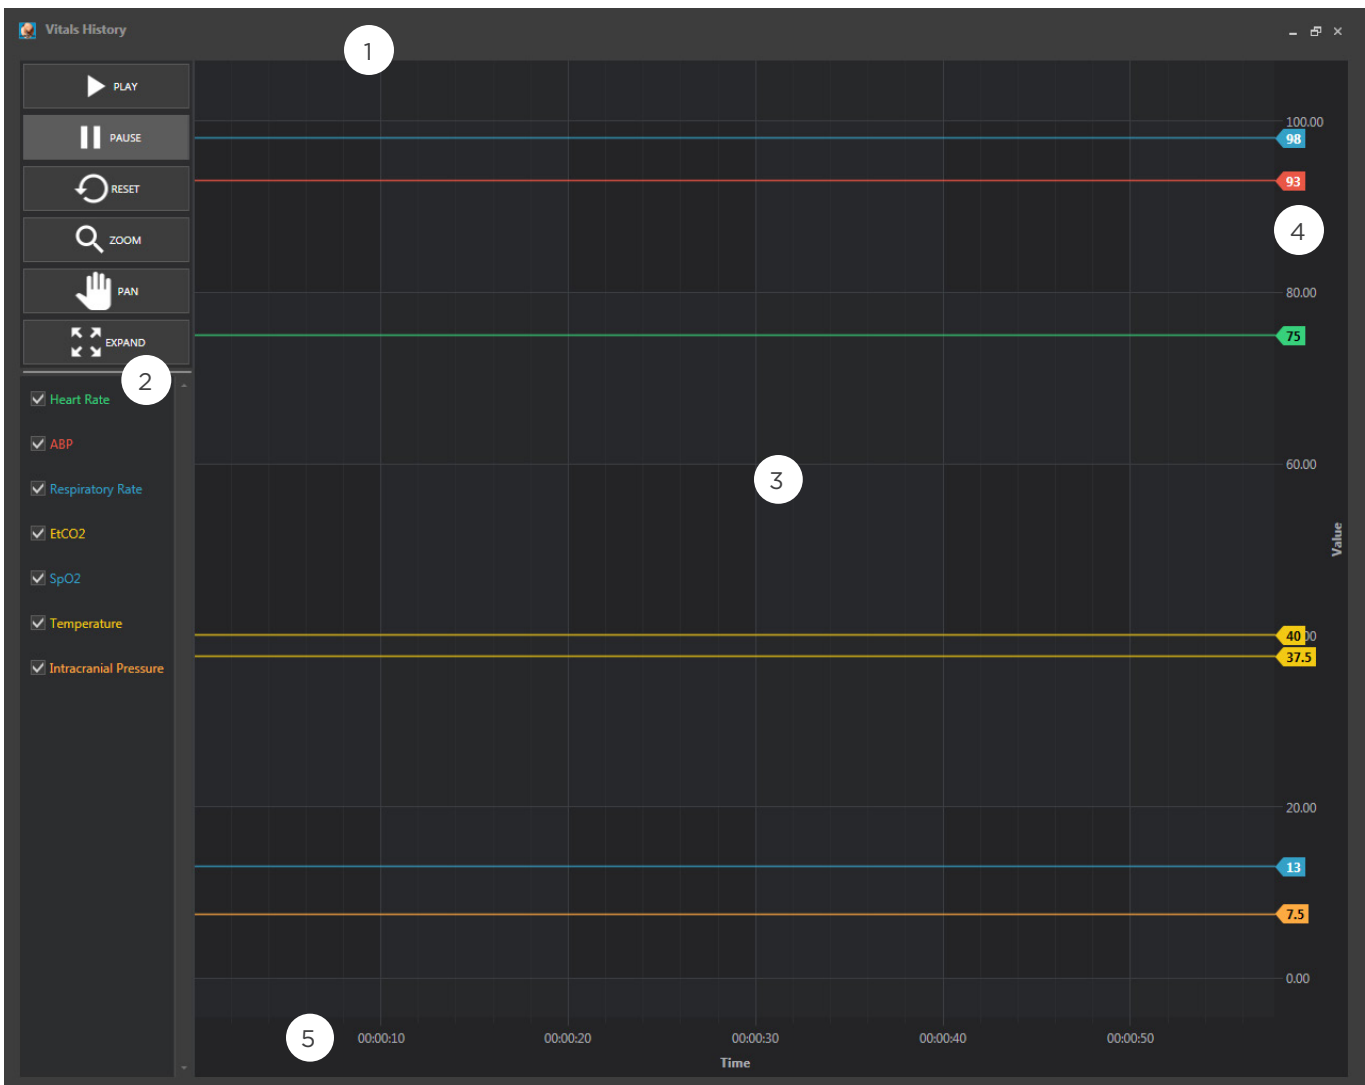 Vitals History
1
PLAY
PAUSE
RESET
ZOOM
PAN
EXPAND
2
Heart Rate
ABP
Respiratory Rate
EtCO2
SpO2
Temperature
Intracranial Pressure
3
100.00
98
93
4
80.00
75
60.00
Value
40 00
37.5
20.00
13
7.5
0.00
5
00:00:10 00:00:20 00:00:30 00:00:40 00:00:50
Time